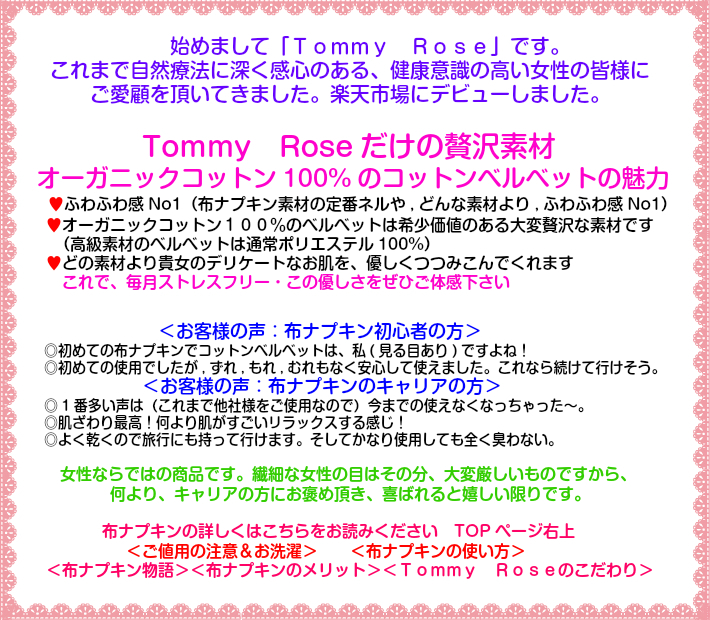 始めまして「Ｔｏｍｍｙ　Ｒｏｓｅ」です。
これまで自然療法に深く感心のある、健康意識の高い女性の皆様に
ご愛顧を頂いてきました。楽天市場にデビューしました。
Tommy　Rose だけの贅沢素材
オーガニックコットン 100% のコットンベルベットの魅力
♥ふわふわ感 No1（布ナプキン素材の定番ネルや , どんな素材より , ふわふわ感 No1）
♥オーガニックコットン１００％のベルベットは希少価値のある大変贅沢な素材です
（高級素材のベルベットは通常ポリエステル 100%）
♥どの素材より貴女のデリケートなお肌を、優しくつつみこんでくれます
これで、毎月ストレスフリー・この優しさをぜひご体感下さい
＜お客様の声：布ナプキン初心者の方＞
◎初めての布ナプキンでコットンベルベットは、私 ( 見る目あり ) ですよね！
◎初めての使用でしたが , ずれ , もれ , むれもなく安心して使えました。これなら続けて行けそう。
＜お客様の声：布ナプキンのキャリアの方＞
◎１番多い声は（これまで他社様をご使用なので）今までの使えなくなっちゃった〜。
◎肌ざわり最高！何より肌がすごいリラックスする感じ！
◎よく乾くので旅行にも持って行けます。そしてかなり使用しても全く臭わない。
女性ならではの商品です。繊細な女性の目はその分、大変厳しいものですから、
何より、キャリアの方にお褒め頂き、喜ばれると嬉しい限りです。
布ナプキンの詳しくはこちらをお読みください　TOP ページ右上
＜ご値用の注意＆お洗濯＞　＜布ナプキンの使い方＞
＜布ナプキン物語＞＜布ナプキンのメリット＞＜Ｔｏｍｍｙ　Ｒｏｓｅのこだわり＞